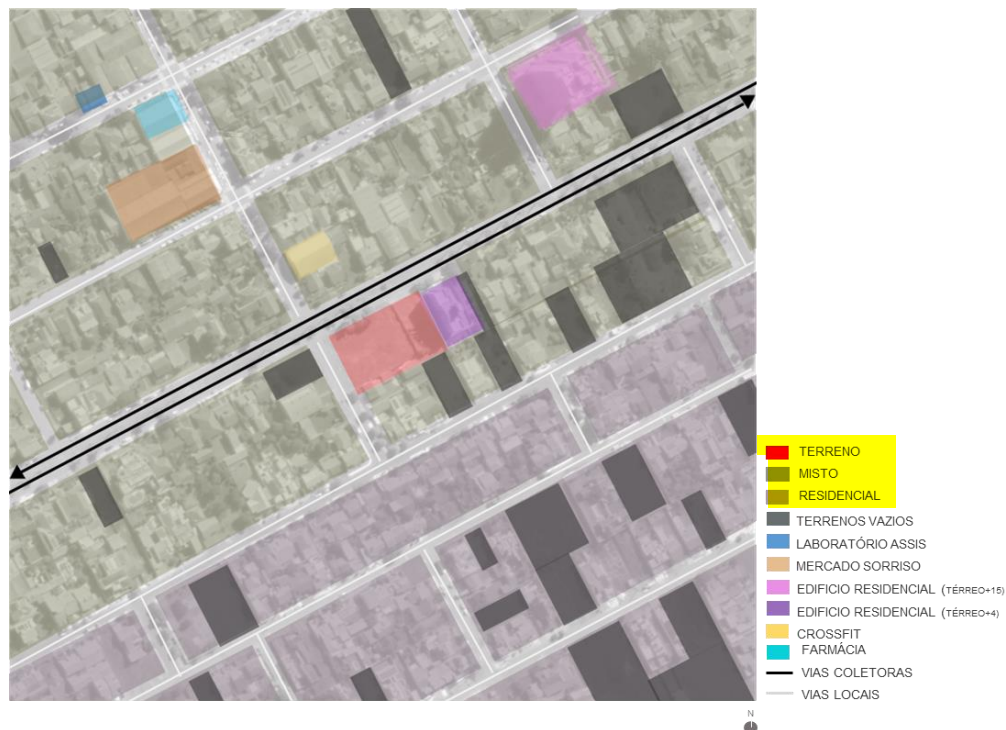 TERRENO
MISTO
RESIDENCIAL
TERRENOS VAZIOS
LABORATÓRIO ASSIS
MERCADO SORRISO
EDIFICIO RESIDENCIAL (TÉRREO+15)
EDIFICIO RESIDENCIAL (TÉRREO+4)
CROSSFIT
FARMÁCIA
VIAS COLETORAS
VIAS LOCAIS
N